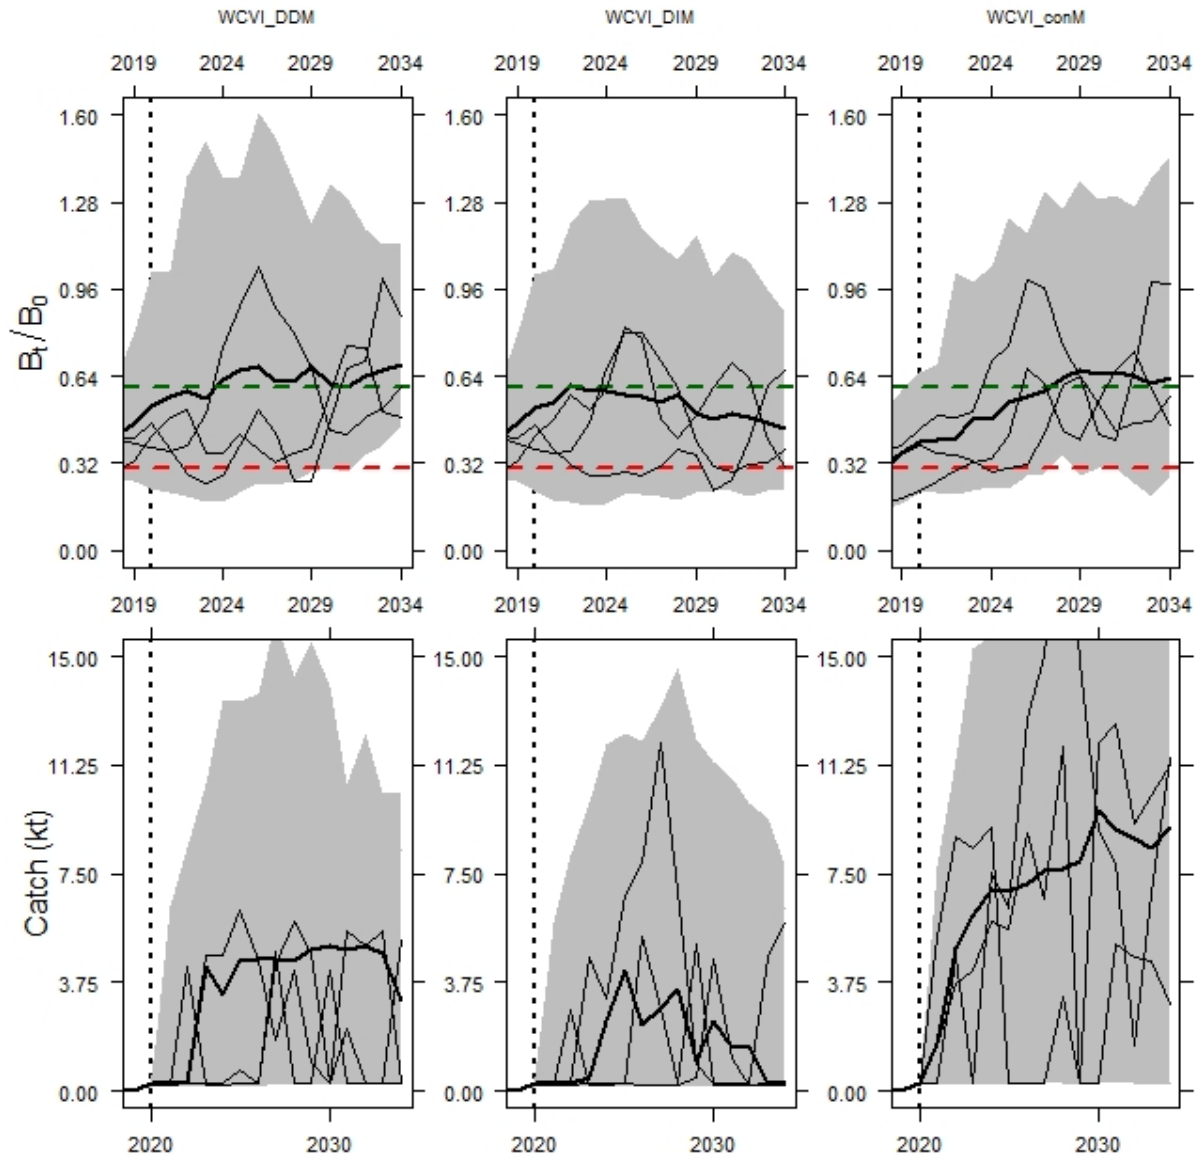 WCVI_DDM WCVI_DIM WCVI_conM
2019 2024 2029 2034 2019 2024 2029 2034 2019 2024 2029 2034
1.60 1.60 1.60
1.28 1.28 1.28
0.96 0.96 0.96
0.64 0.64 0.64
0.32 0.32 0.32
0.00 0.00 0.00
Bt / B0
2019 2024 2029 2034 2019 2024 2029 2034 2019 2024 2029 2034
15.00 15.00 15.00
11.25 11.25 11.25
7.50 7.50 7.50
3.75 3.75 3.75
0.00 0.00 0.00
Catch (kt)
2020 2030 2020 2030 2020 2030